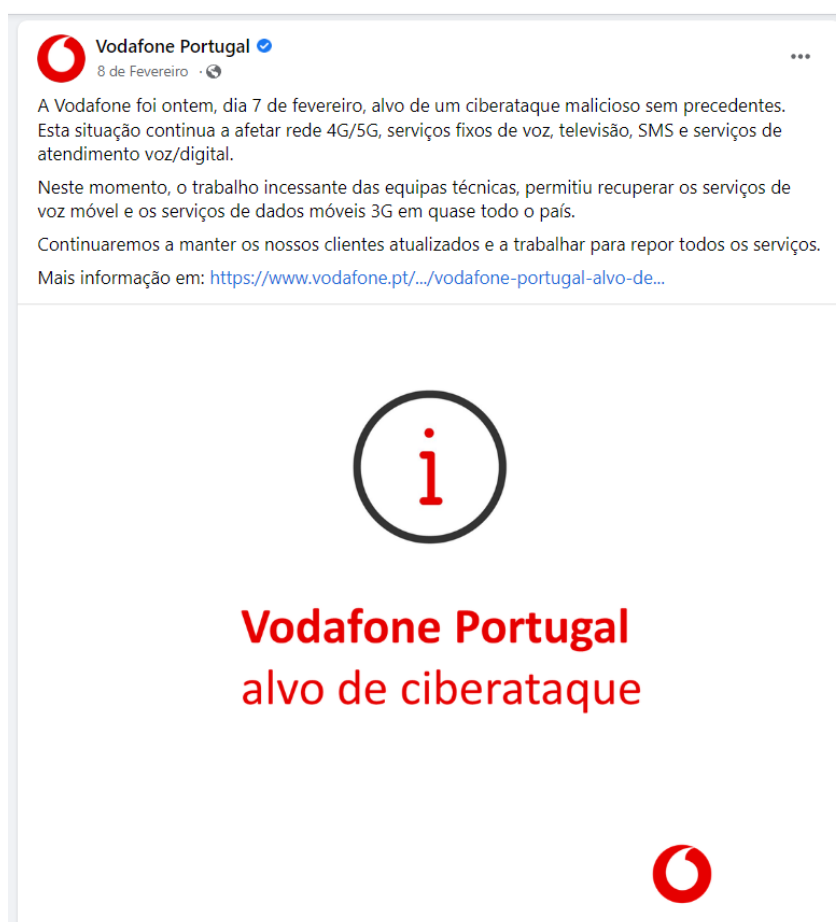 Vodafone Portugal
8 de Fevereiro ·
A Vodafone foi ontem, dia 7 de fevereiro, alvo de um ciberataque malicioso sem precedentes.
Esta situação continua a afetar rede 4G/5G, serviços fixos de voz, televisão, SMS e serviços de
atendimento voz/digital.
Neste momento, o trabalho incessante das equipas técnicas, permitiu recuperar os serviços de
voz móvel e os serviços de dados móveis 3G em quase todo o país.
Continuaremos a manter os nossos clientes atualizados e a trabalhar para repor todos os serviços.
Mais informação em: https://www.vodafone.pt/.../vodafone-portugal-alvo-de...
i
Vodafone Portugal
alvo de ciberataque